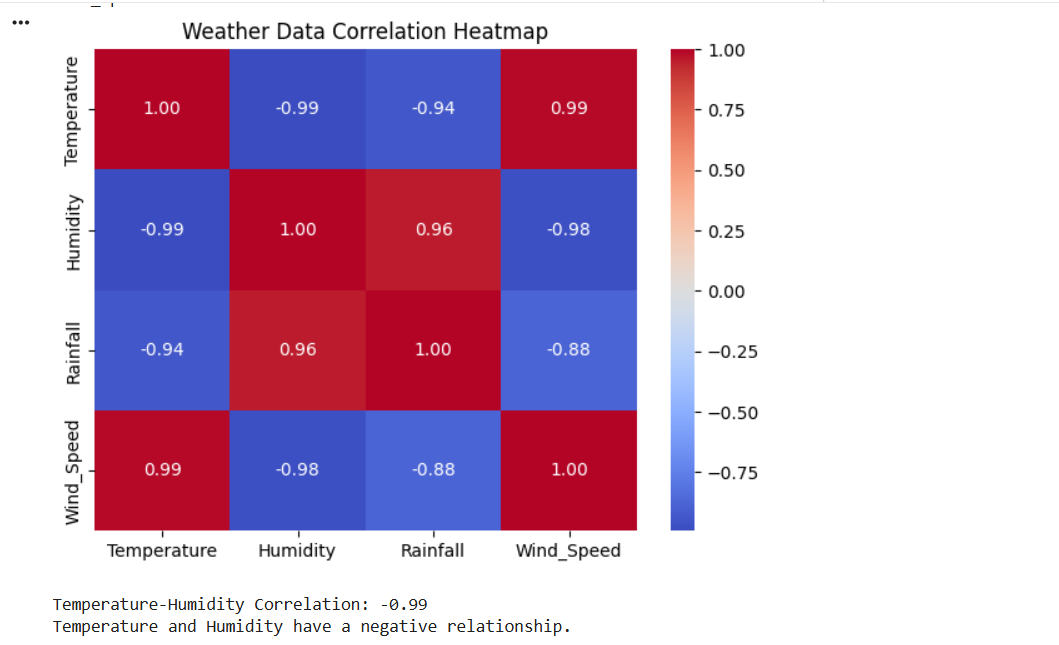 Weather Data Correlation Heatmap
Temperature 1.00 -0.99 -0.94 0.99
Humidity -0.99 1.00 0.96 -0.98
Rainfall -0.94 0.96 1.00 -0.88
Wind_Speed 0.99 -0.98 -0.88 1.00
Temperature Humidity Rainfall Wind_Speed
1.00
0.75
0.50
0.25
0.00
−0.25
−0.50
−0.75
Temperature-Humidity Correlation: -0.99
Temperature and Humidity have a negative relationship.